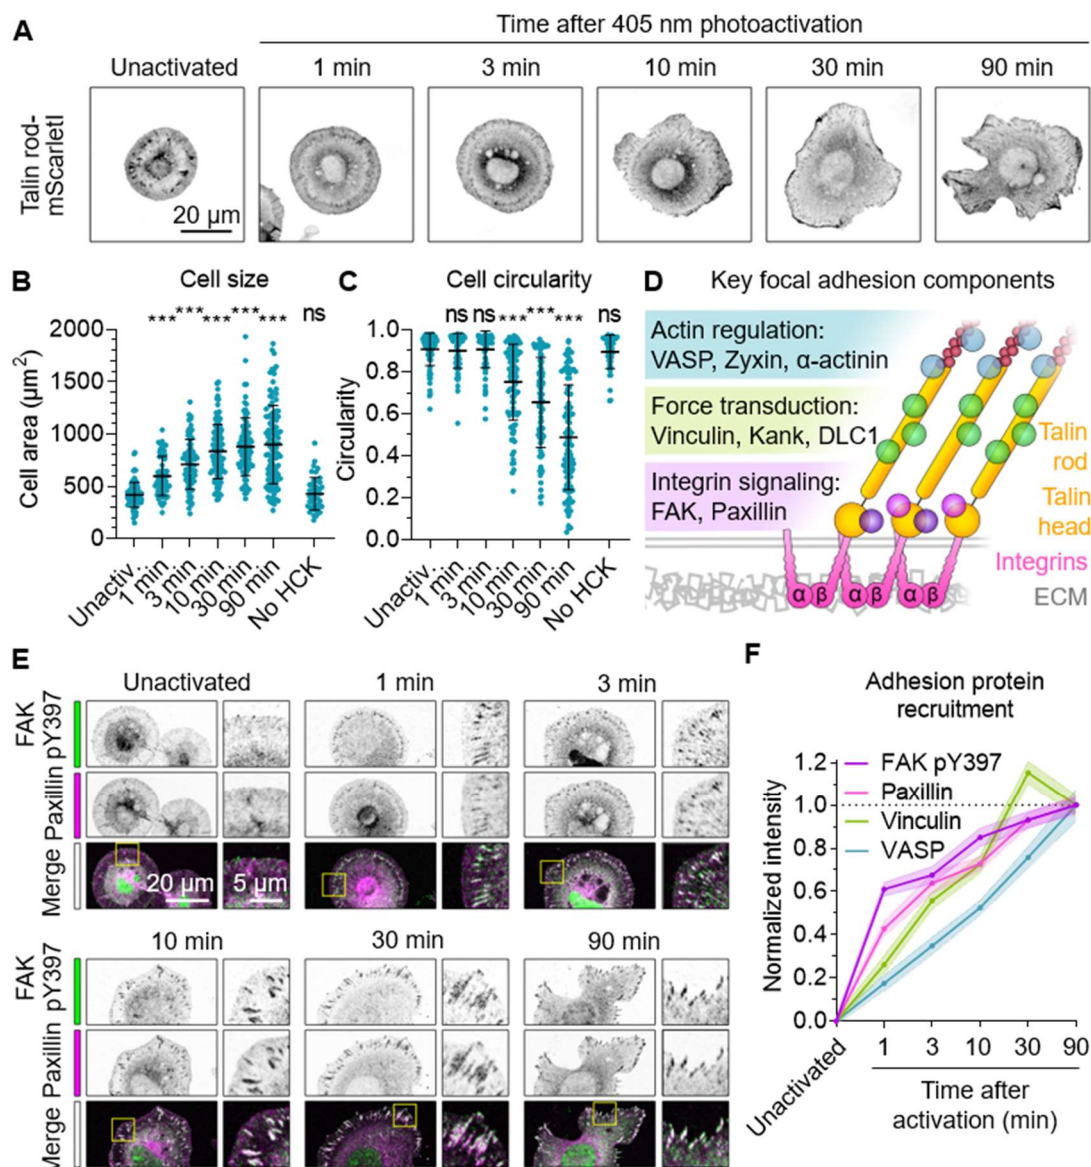 A
Time after 405 nm photoactivation
Unactivated
1 min
3 min
10 min
30 min
90 min
Talin rod-
mScarletI
20 µm
B
Cell size
*** *** *** *** *** ns
Cell area (µm²)
2000
1500
1000
500
0
Unactiv.
1 min
3 min
10 min
30 min
90 min
No HCK
C
Cell circularity
ns ns *** *** *** ns
Circularity
1.0
0.8
0.6
0.4
0.2
0.0
Unactiv.
1 min
3 min
10 min
30 min
90 min
No HCK
D
Key focal adhesion components
Actin regulation:
VASP, Zyxin, α-actinin
Force transduction:
Vinculin, Kank, DLC1
Integrin signaling:
FAK, Paxillin
Talin
rod
Talin
head
Integrins
ECM
α β α β α β
E
Unactivated
1 min
3 min
FAK
pY397
Paxillin
Merge
20 µm
5 µm
10 min
30 min
90 min
FAK
pY397
Paxillin
Merge
F
Adhesion protein
recruitment
Normalized intensity
1.2
1.0
0.8
0.6
0.4
0.2
0.0
FAK pY397
Paxillin
Vinculin
VASP
Unactivated
1 3 10 30 90
Time after
activation (min)